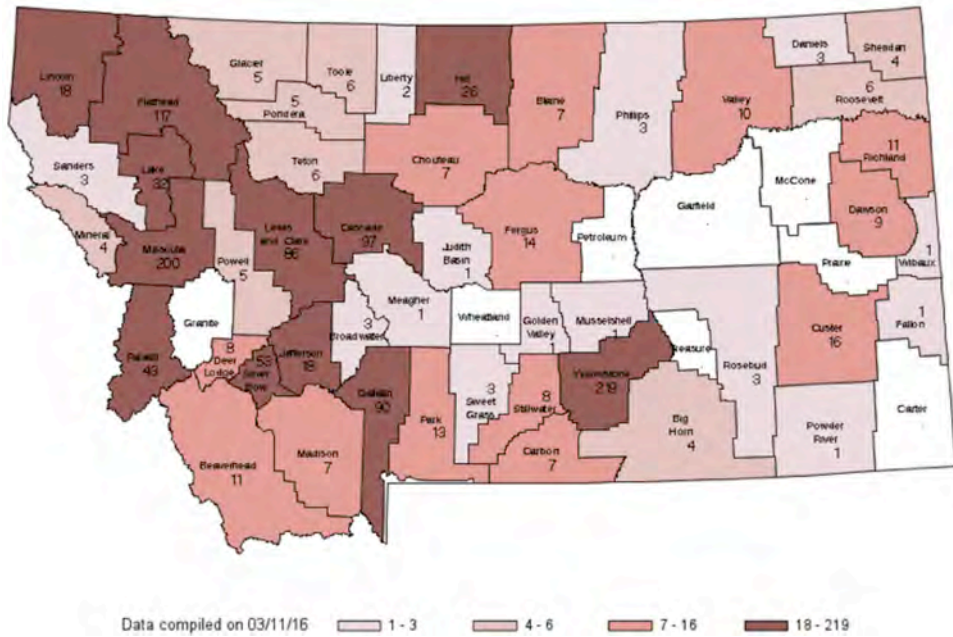 Lincoln
18
Flathead
117
Glacier
5
Toole
6
Liberty
2
Hill
26
Blaine
7
Phillips
3
Valley
10
Daniels
3
Sheridan
4
6
Roosevelt
5
Pondera
Teton
6
Chouteau
7
Sanders
3
Lake
32
Mineral
4
Missoula
200
Powell
5
Lewis
and Clark
86
Cascade
97
Judith
Basin
1
Fergus
14
Petroleum
Garfield
McCone
11
Richland
Dawson
9
Prairie
1
Wibaux
Granite
Ravalli
43
8
Deer
Lodge
53
Silver
Bow
Jefferson
18
3
Broadwater
Meagher
1
Wheatland
Golden
Valley
1
Musselshell
Treasure
Rosebud
3
Custer
16
1
Fallon
Beaverhead
11
Madison
7
Gallatin
90
Park
13
3
Sweet
Grass
8
Stillwater
Yellowstone
219
Carbon
7
Big
Horn
4
Powder
River
1
Carter
Data compiled on 03/11/16
1 - 3
4 - 6
7 - 16
18 - 219